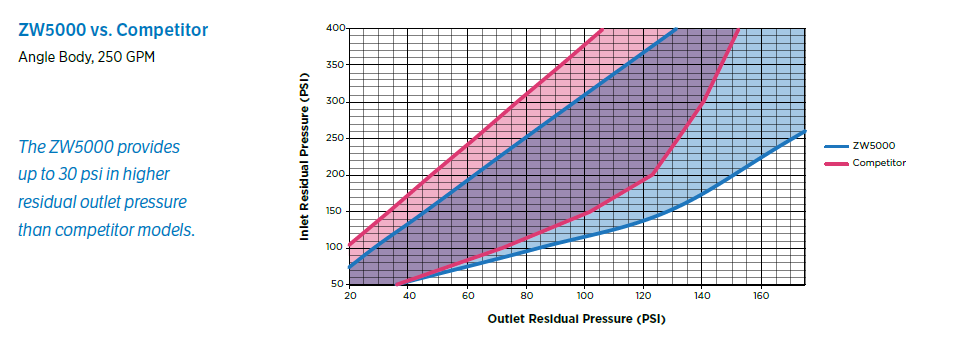 ZW5000 vs. Competitor
Angle Body, 250 GPM
The ZW5000 provides
up to 30 psi in higher
residual outlet pressure
than competitor models.
Inlet Residual Pressure (PSI)
400
350
300
250
200
150
100
50
20 40 60 80 100 120 140 160
Outlet Residual Pressure (PSI)
ZW5000
Competitor